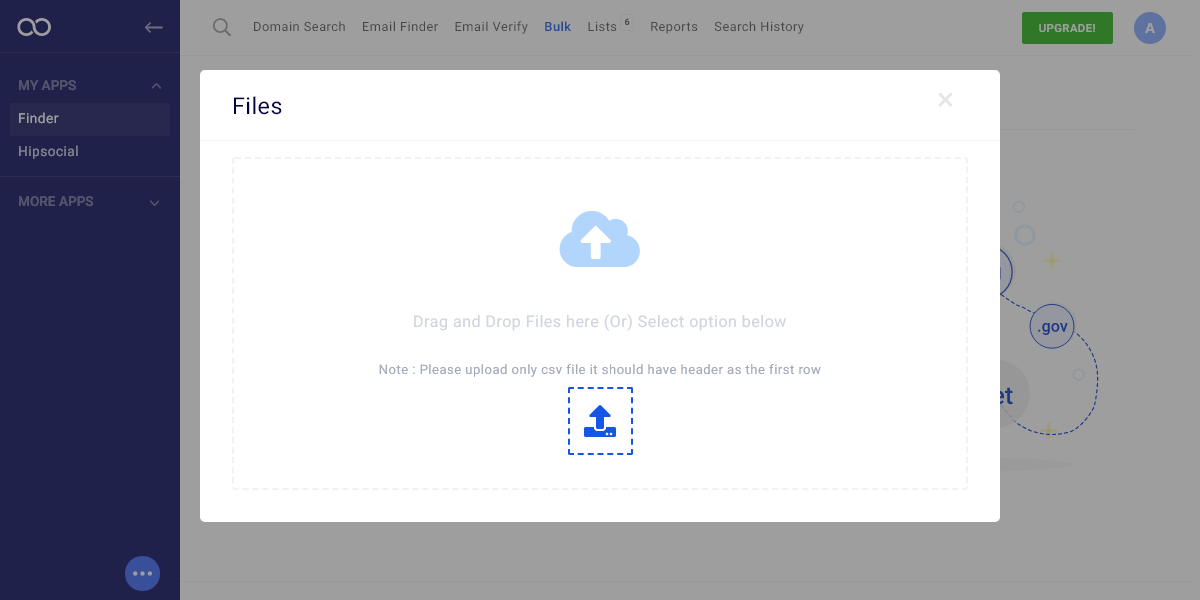 Domain Search Email Finder Email Verify Bulk Lists 6 Reports Search History
UPGRADE!
A
MY APPS
Finder
Hipsocial
MORE APPS
Files
Drag and Drop Files here (Or) Select option below
Note : Please upload only csv file it should have header as the first row
.gov
et